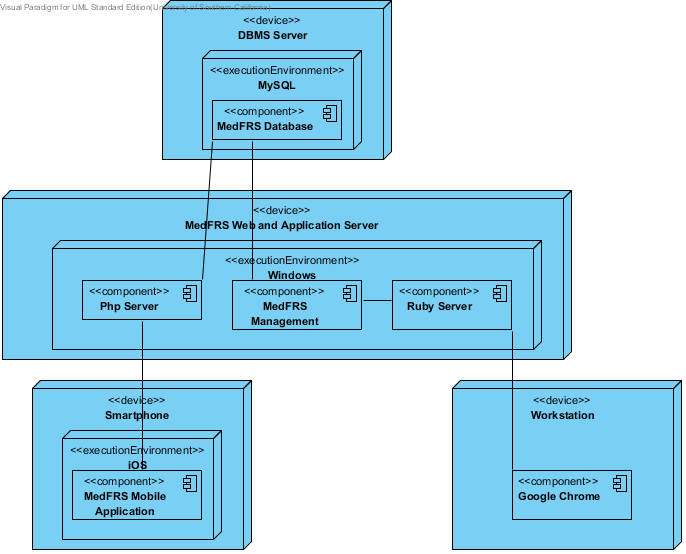 Visual Paradigm for UML Standard Edition(University of Southern California)
<<device>>
DBMS Server
<<executionEnvironment>>
MySQL
<<component>>
MedFRS Database
<<device>>
MedFRS Web and Application Server
<<executionEnvironment>>
Windows
<<component>>
Php Server
<<component>>
MedFRS
Management
<<component>>
Ruby Server
<<device>>
Smartphone
<<executionEnvironment>>
iOS
<<component>>
MedFRS Mobile
Application
<<device>>
Workstation
<<component>>
Google Chrome